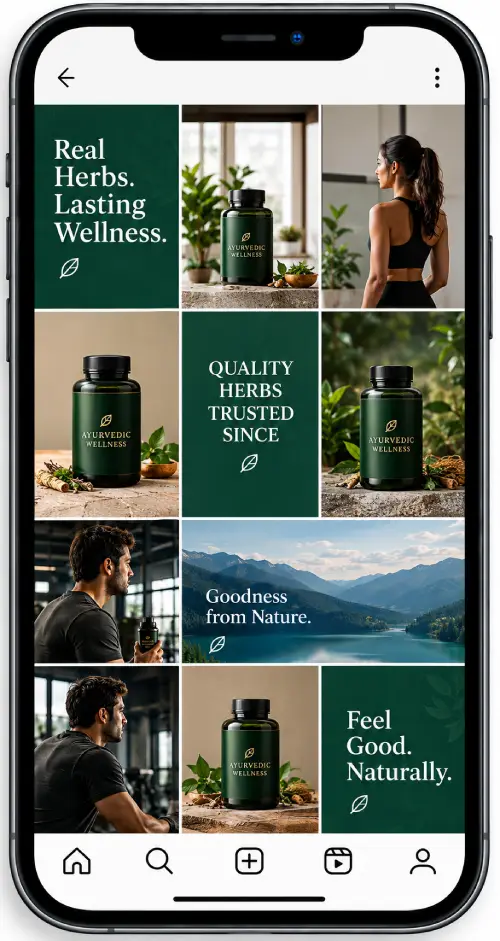 Real
Herbs.
Lasting
Wellness.
AYURVEDIC
WELLNESS
AYURVEDIC
WELLNESS
QUALITY
HERBS
TRUSTED
SINCE
AYURVEDIC
WELLNESS
Goodness
from Nature.
AYURVEDIC
WELLNESS
Feel
Good.
Naturally.